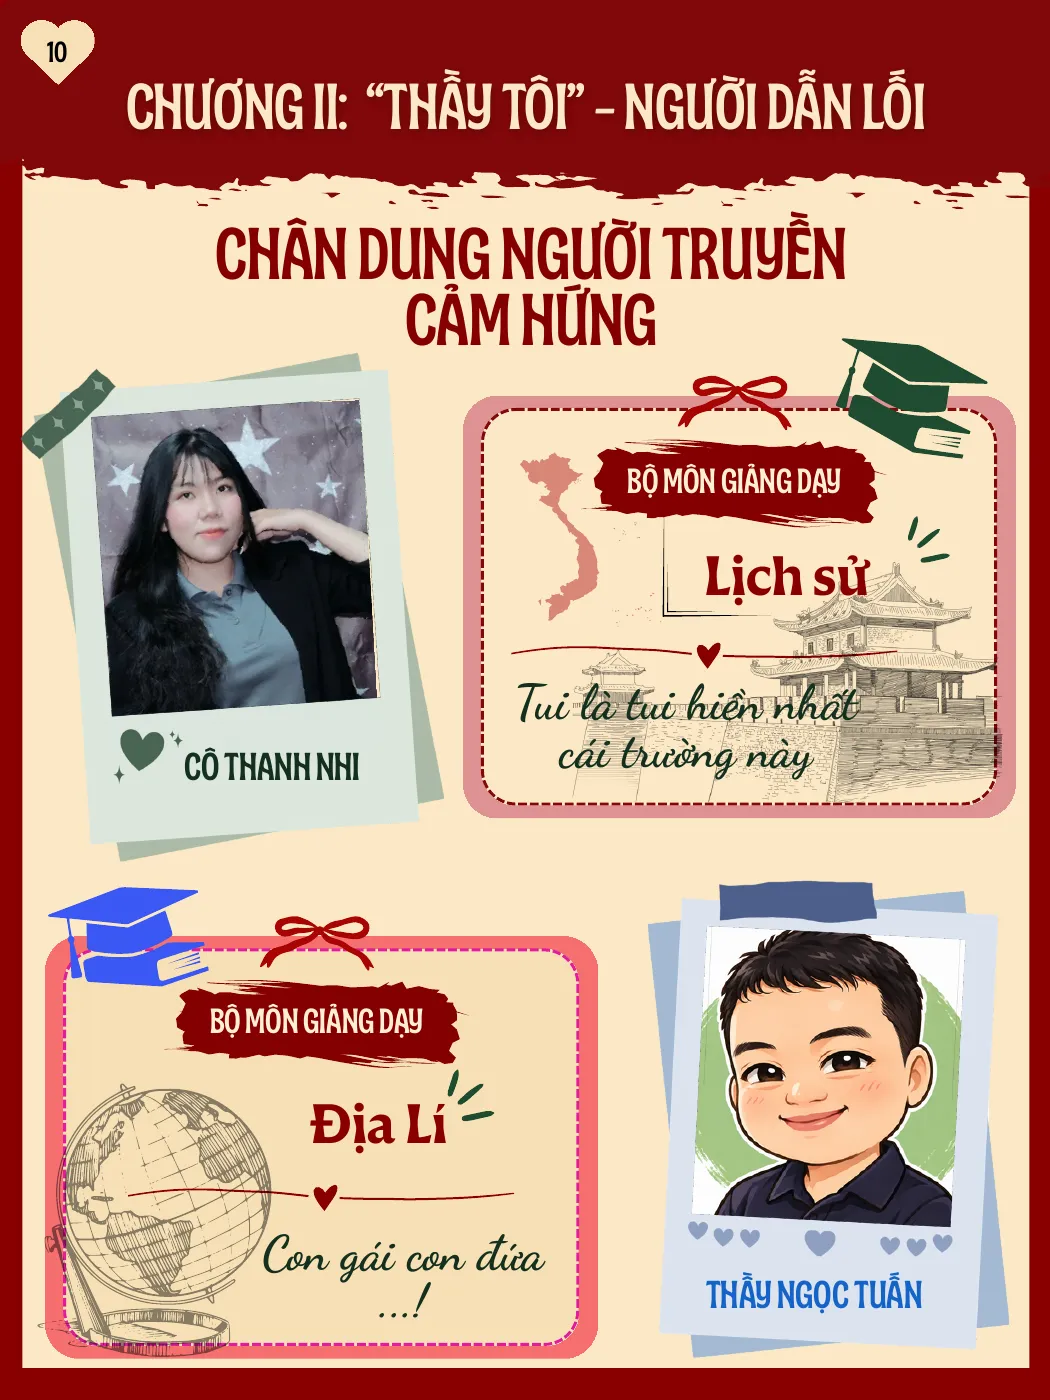 10
CHƯƠNG II: “THẦY TÔI” – NGƯỜI DẪN LỐI
CHÂN DUNG NGƯỜI TRUYỀN
CẢM HỨNG
BỘ MÔN GIẢNG DẠY
Lịch sử
Tui là tui hiền nhất
cái trường này
CÔ THANH NHI
BỘ MÔN GIẢNG DẠY
Địa Lí
Con gái con đứa
...!
THẦY NGỌC TUẤN